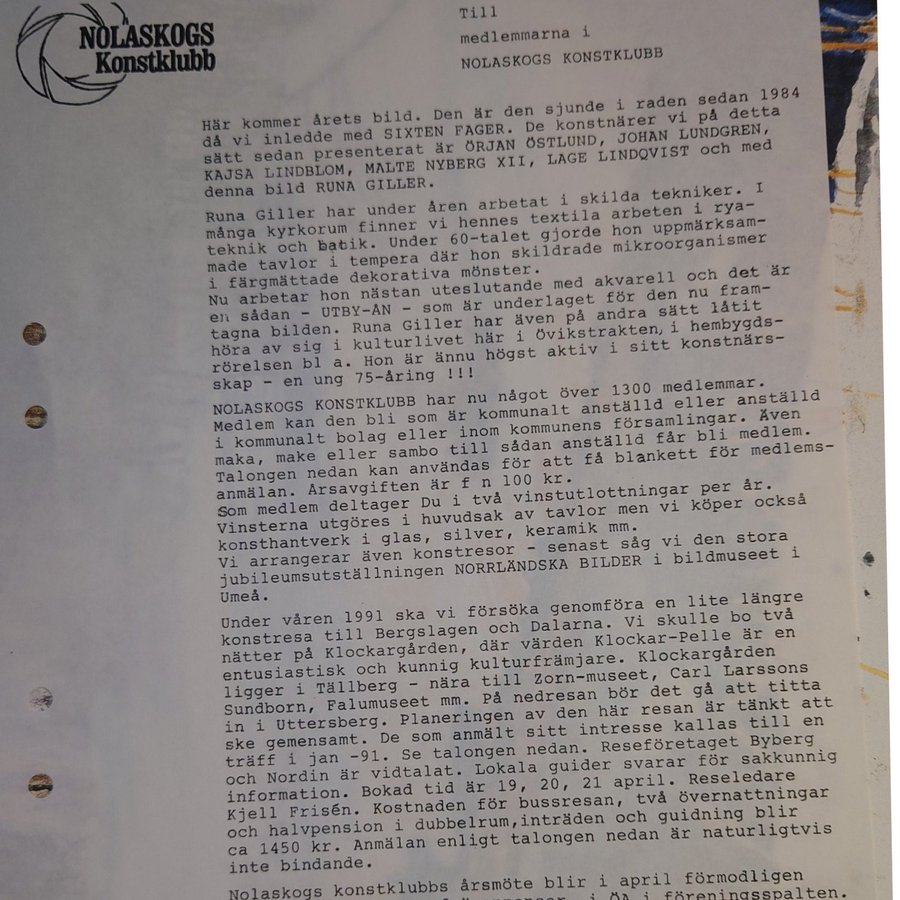 NOLASKOGS
Konstklubb
Till
medlemmarna i
NOLASKOGS KONSTKLUBB
Här kommer årets bild. Den är den sjunde i raden sedan 1984
då vi inledde med SIXTEN FAGER. De konstnärer vi på detta
sätt sedan presenterat är ÖRJAN ÖSTLUND, JOHAN LUNDGREN,
KAJSA LINDBLOM, MALTE NYBERG XII, LAGE LINDQVIST och med
denna bild RUNA GILLER.
Runa Giller har under åren arbetat i skilda tekniker. I
många kyrkorum finner vi hennes textila arbeten i rya-
teknik och batik. Under 60-talet gjorde hon uppmärksam-
made tavlor i tempera där hon skildrade mikroorganismer
i färgmättade dekorativa mönster.
Nu arbetar hon nästan uteslutande med akvarell och det är
en sådan - UTBY-ÅN - som är underlaget för den nu fram-
tagna bilden. Runa Giller har även på andra sätt låtit
höra av sig i kulturlivet här i Övikstrakten, i hembygds-
rörelsen bl a. Hon är ännu högst aktiv i sitt konstnärs-
skap - en ung 75-åring !!!
NOLASKOGS KONSTKLUBB har nu något över 1300 medlemmar.
Medlem kan den bli som är kommunalt anställd eller anställd
i kommunalt bolag eller inom kommunens församlingar. Även
maka, make eller sambo till sådan anställd får bli medlem.
Talongen nedan kan användas för att få blankett för medlems-
anmälan. Årsavgiften är f n 100 kr.
Som medlem deltager Du i två vinstutlottningar per år.
Vinsterna utgöres i huvudsak av tavlor men vi köper också
konsthantverk i glas, silver, keramik mm.
Vi arrangerar även konstresor - senast såg vi den stora
jubileumsutställningen NORRLÄNDSKA BILDER i bildmuseet i
Umeå.
Under våren 1991 ska vi försöka genomföra en lite längre
konstresa till Bergslagen och Dalarna. Vi skulle bo två
nätter på Klockargården, där värden Klockar-Pelle är en
entusiastisk och kunnig kulturfrämjare. Klockargården
ligger i Tällberg - nära till Zorn-museet, Carl Larssons
Sundborn, Falumuseet mm. På nedresan bör det gå att titta
in i Uttersberg. Planeringen av den här resan är tänkt att
ske gemensamt. De som anmält sitt intresse kallas till en
träff i jan -91. Se talongen nedan. Reseföretaget Byberg
och Nordin är vidtalat. Lokala guider svarar för sakkunnig
information. Bokad tid är 19, 20, 21 april. Reseledare
Kjell Frisén. Kostnaden för bussresan, två övernattningar
och halvpension i dubbelrum,inträden och guidning blir
ca 1450 kr. Anmälan enligt talongen nedan är naturligtvis
inte bindande.
Nolaskogs konstklubbs årsmöte blir i april förmodligen
i ÖA i föreningsspalten.